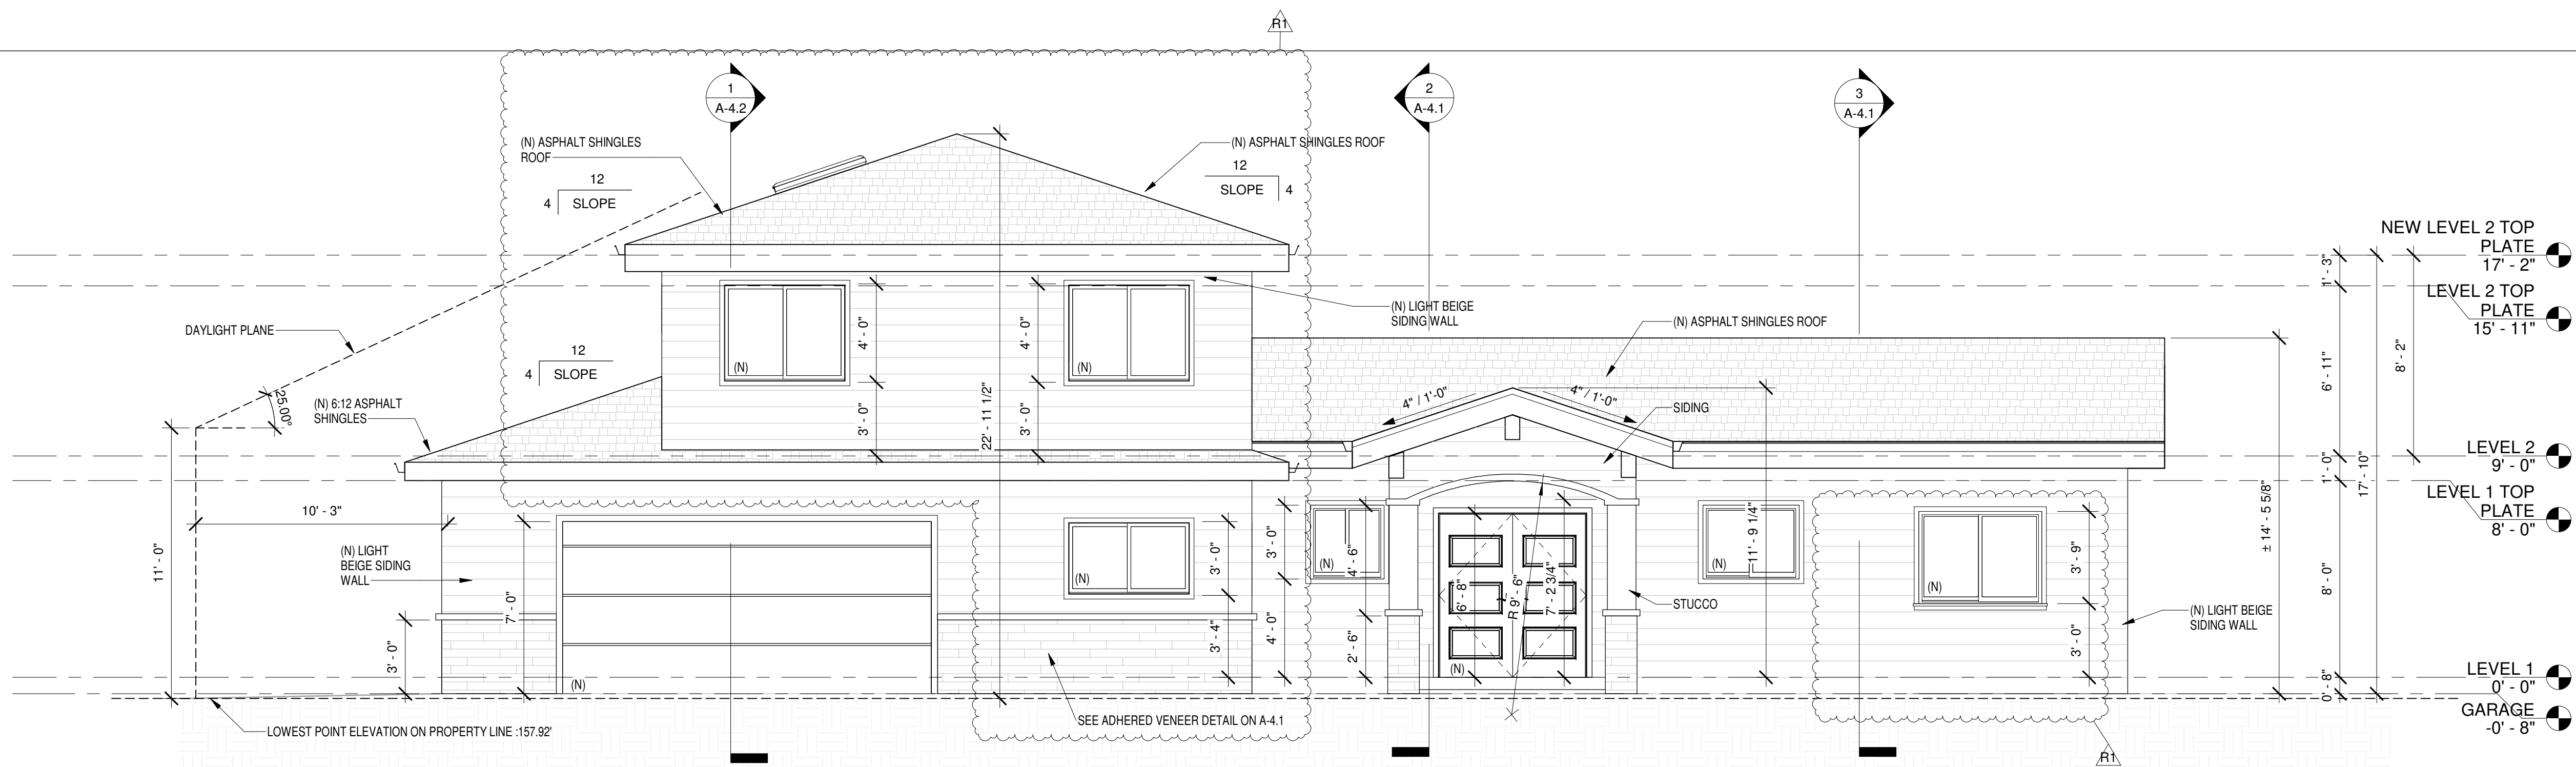 R1
1
A-4.2
2
A-4.1
3
A-4.1
(N) ASPHALT SHINGLES
ROOF
12
4
SLOPE
(N) ASPHALT SHINGLES ROOF
12
SLOPE
4
NEW LEVEL 2 TOP
PLATE
17' - 2"
LEVEL 2 TOP
PLATE
15' - 11"
1' - 3"
6' - 11"
8' - 2"
DAYLIGHT PLANE
25.00°
12
4
SLOPE
(N) 6:12 ASPHALT
SHINGLES
(N)
4' - 0"
3' - 0"
22' - 11 1/2"
4' - 0"
3' - 0"
(N)
(N) LIGHT BEIGE
SIDING WALL
(N) ASPHALT SHINGLES ROOF
4" / 1'-0"
4" / 1'-0"
SIDING
LEVEL 2
9' - 0"
1' - 0"
17' - 10"
LEVEL 1 TOP
PLATE
8' - 0"
± 14' - 5 5/8"
8' - 0"
10' - 3"
11' - 0"
(N) LIGHT
BEIGE SIDING
WALL
3' - 0"
7' - 0"
(N)
(N)
3' - 0"
3' - 4"
3' - 0"
4' - 0"
(N)
4' - 6"
2' - 6"
6' - 8"
R 9' - 6"
7' - 2 3/4"
(N)
11' - 9 1/4"
(N)
STUCCO
(N)
3' - 9"
3' - 0"
(N) LIGHT BEIGE
SIDING WALL
LEVEL 1
0' - 0"
0' - 8"
GARAGE
-0' - 8"
SEE ADHERED VENEER DETAIL ON A-4.1
LOWEST POINT ELEVATION ON PROPERTY LINE :157.92'
R1